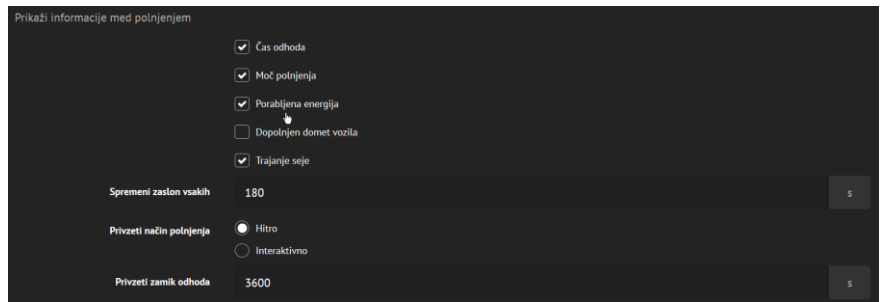 Prikaži informacije med polnjenjem
Čas odhoda
Moč polnjenja
Porabljena energija
Dopolnjen domet vozila
Trajanje seje
Spremeni zaslon vsakih 180 s
Privzeti način polnjenja Hitro
Interaktivno
Privzeti zamik odhoda 3600 s